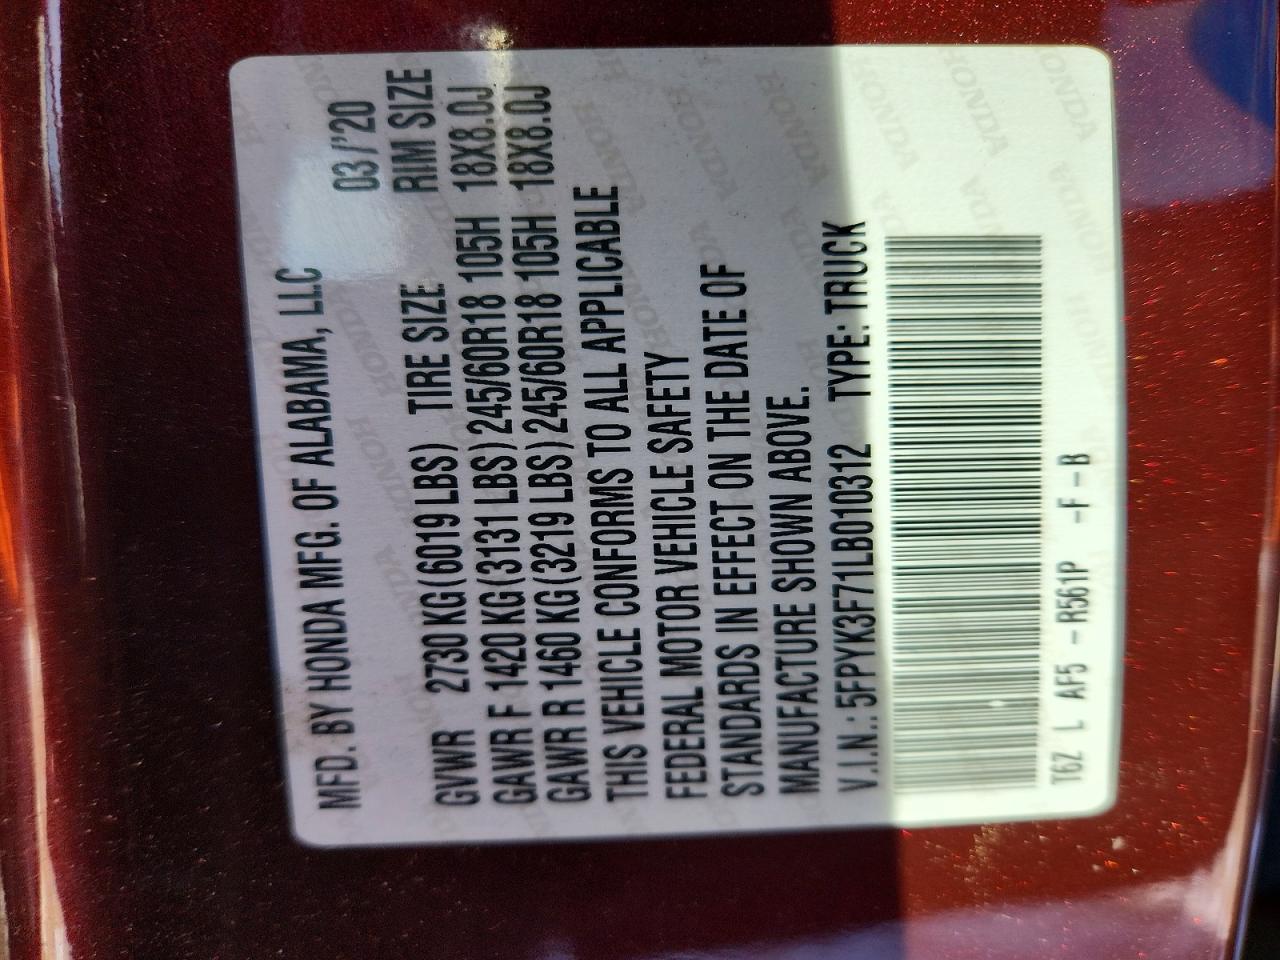 MFD. BY HONDA MFG. OF ALABAMA, LLC 03/'20
GVWR 2730 KG(6019 LBS) TIRE SIZE RIM SIZE
GAWR F 1420 KG(3131 LBS) 245/60R18 105H 18X8.0J
GAWR R 1460 KG(3219 LBS) 245/60R18 105H 18X8.0J
THIS VEHICLE CONFORMS TO ALL APPLICABLE
FEDERAL MOTOR VEHICLE SAFETY
STANDARDS IN EFFECT ON THE DATE OF
MANUFACTURE SHOWN ABOVE.
V.I.N.: 5FPYK3F71LB010312 TYPE: TRUCK
T6Z L AF5 -R561P -F-B